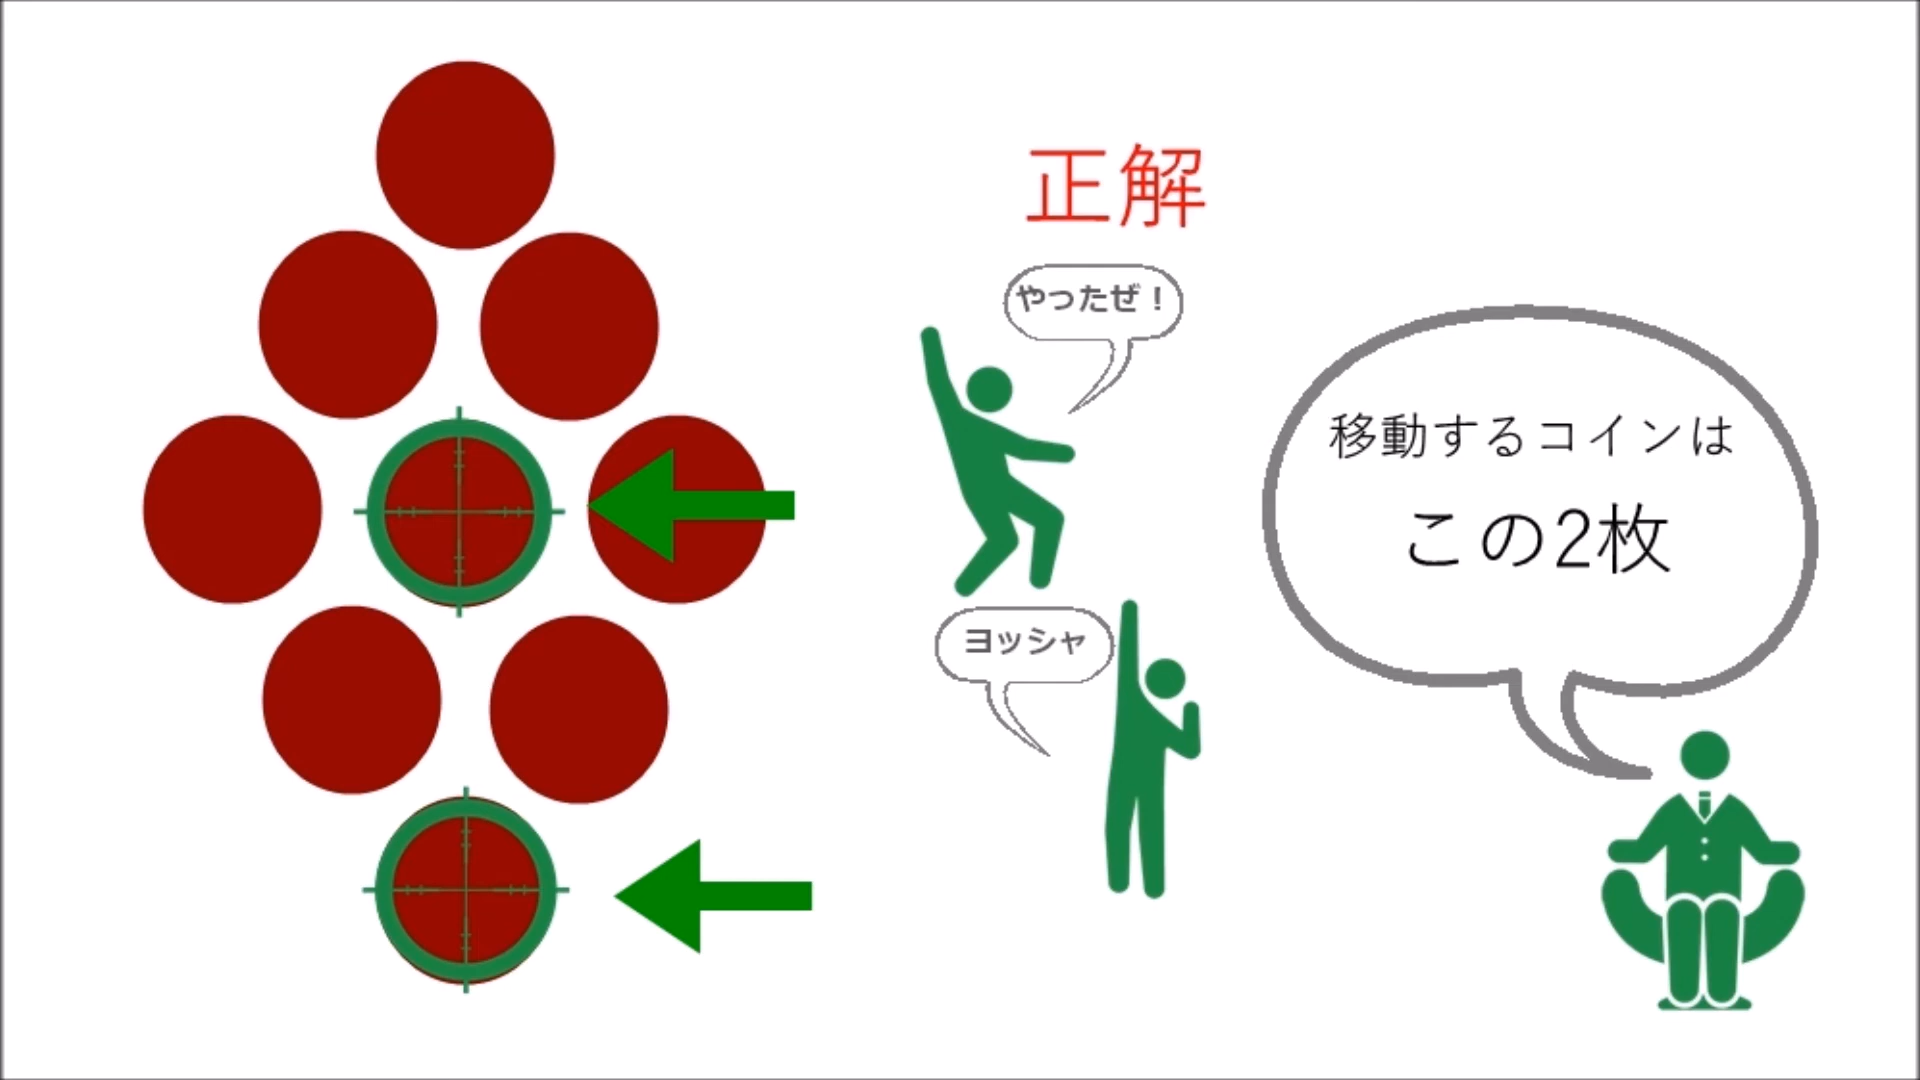 正解
やったぜ！
移動するコインは
この2枚
ヨッシャ